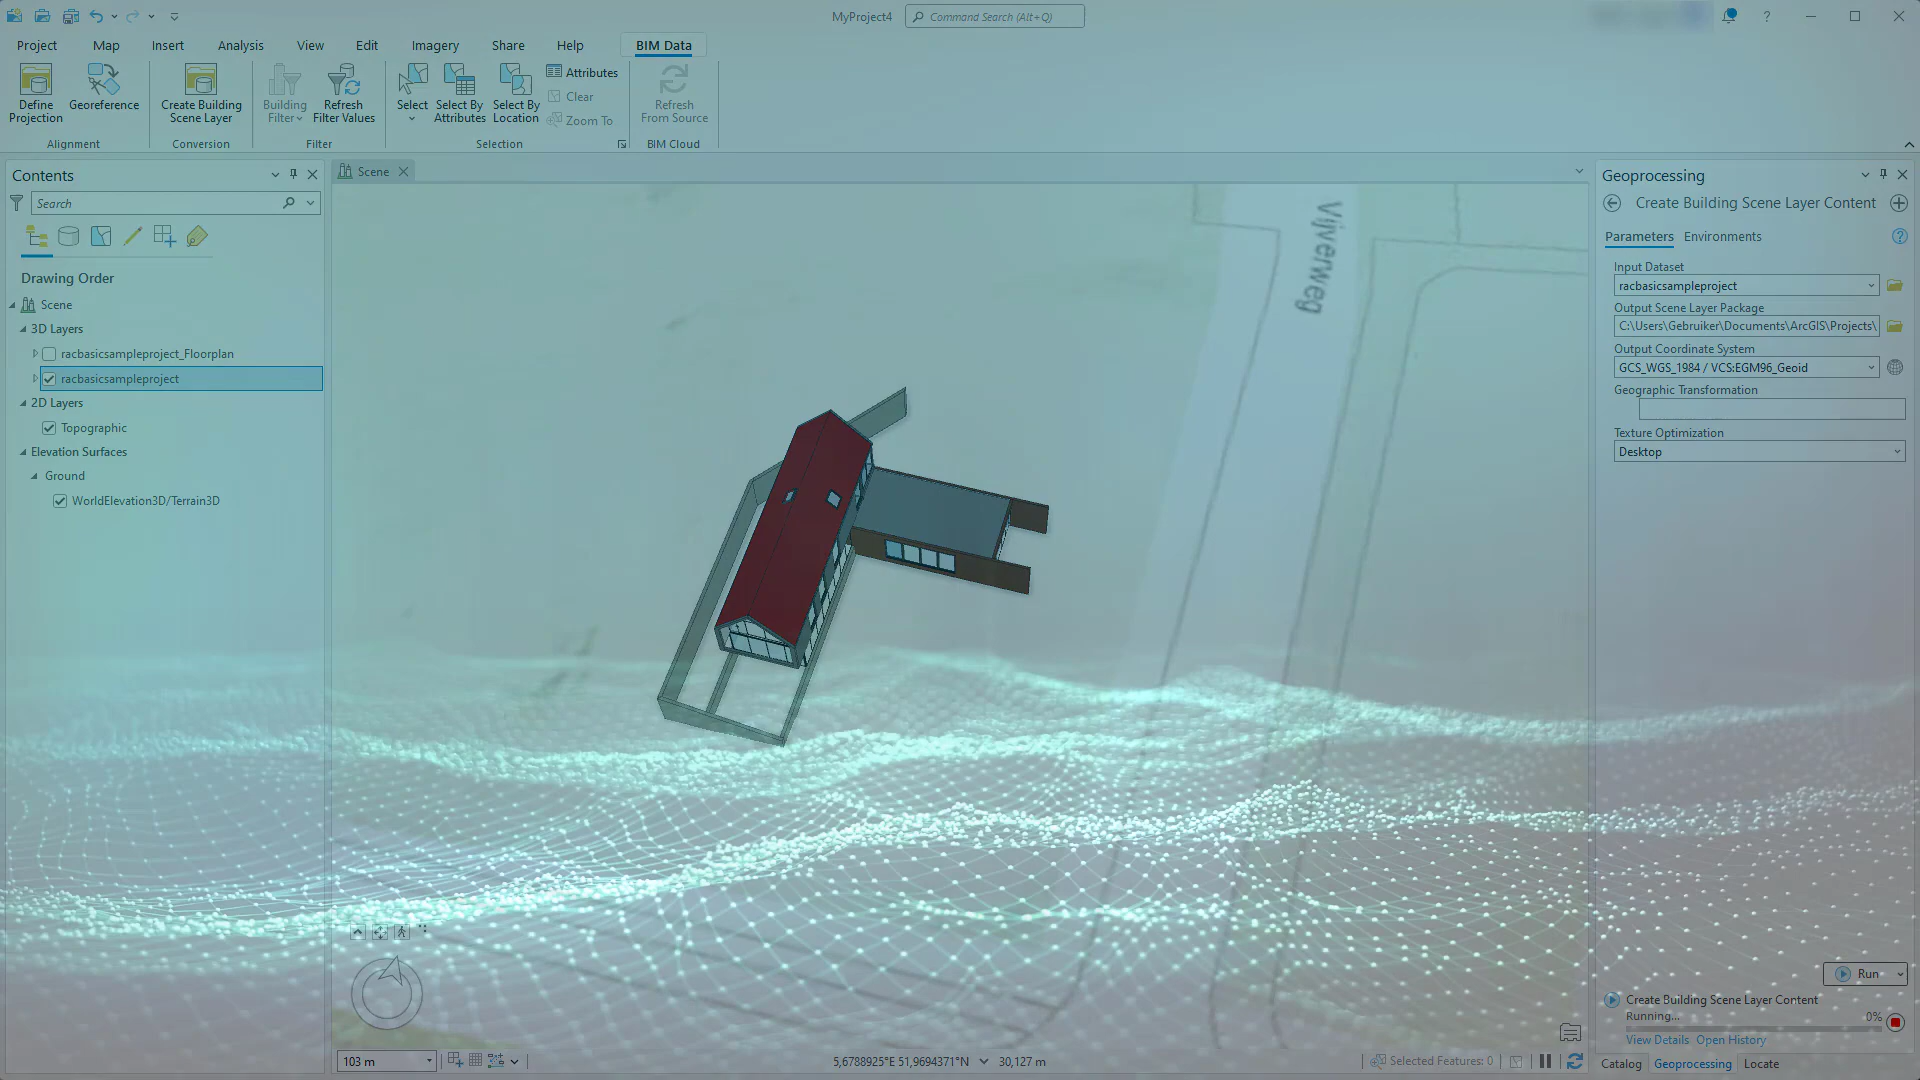 MyProject4
Command Search (Alt+Q)
?
Project Map Insert Analysis View Edit Imagery Share Help BIM Data
Define Projection
Georeference
Alignment
Create Building Scene Layer
Conversion
Building Filter
Refresh Filter Values
Filter
Select
Select By Attributes
Select By Location
Attributes
Clear
Zoom To
Selection
Refresh From Source
BIM Cloud
Contents
Search
Drawing Order
Scene
3D Layers
racbasicsampleproject_Floorplan
racbasicsampleproject
2D Layers
Topographic
Elevation Surfaces
Ground
WorldElevation3D/Terrain3D
Scene
Vijverweg
103 m
5,6788925°E 51,9694371°N
30,127 m
Selected Features: 0
Geoprocessing
Create Building Scene Layer Content
Parameters Environments
?
Input Dataset
racbasicsampleproject
Output Scene Layer Package
C:\Users\Gebruiker\Documents\ArcGIS\Projects\
Output Coordinate System
GCS_WGS_1984 / VCS:EGM96_Geoid
Geographic Transformation
Texture Optimization
Desktop
Run
Create Building Scene Layer Content
Running... 0%
View Details Open History
Catalog Geoprocessing Locate